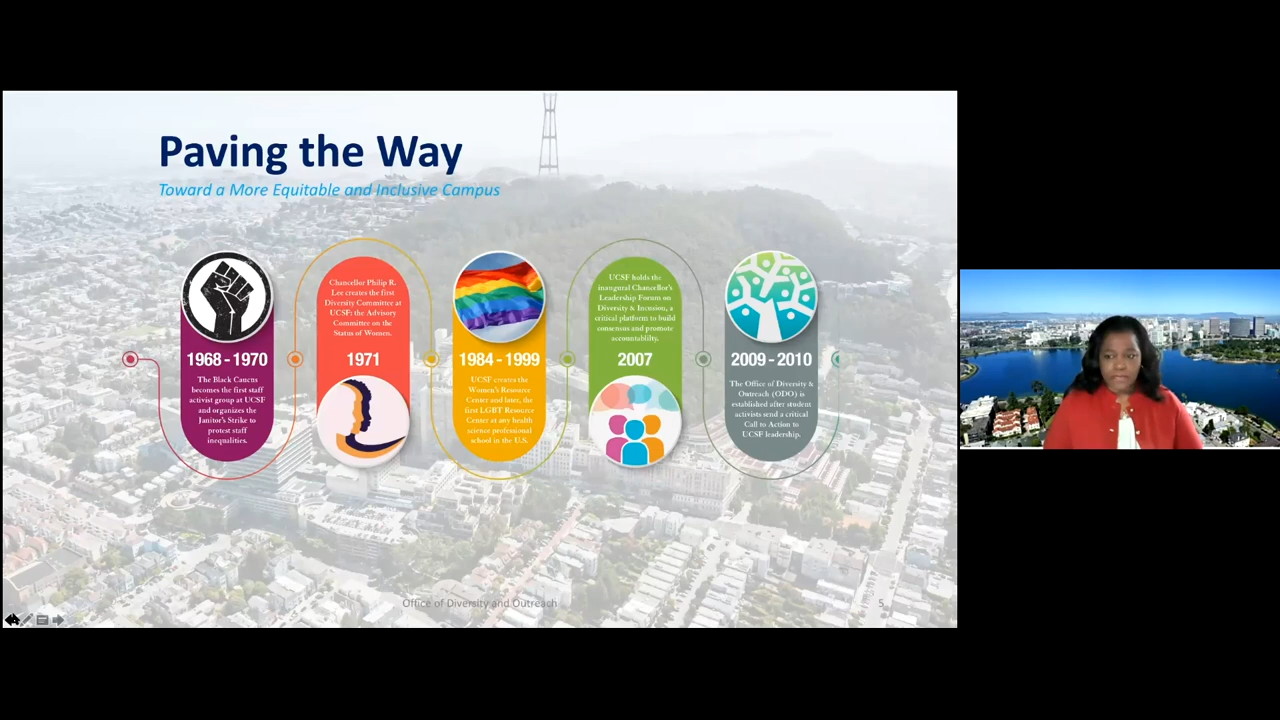 Paving the Way
Toward a More Equitable and Inclusive Campus
1968 - 1970
The Black Caucus
becomes the first staff
activist group at UCSF
and organizes the
Janitor's Strike to
protest staff
inequalities.
Chancellor Philip R.
Lee creates the first
Diversity Committee at
UCSF: the Advisory
Committee on the
Status of Women.
1971
1984 - 1999
UCSF creates the
Women's Resource
Center and later, the
first LGBT Resource
Center at any health
science professional
school in the U.S.
UCSF holds the
inaugural Chancellor's
Leadership Forum on
Diversity & Inclusion, a
critical platform to build
consensus and promote
accountability.
2007
2009 - 2010
The Office of Diversity &
Outreach (ODO) is
established after student
activists send a critical
Call to Action to
UCSF leadership.
Office of Diversity and Outreach
5